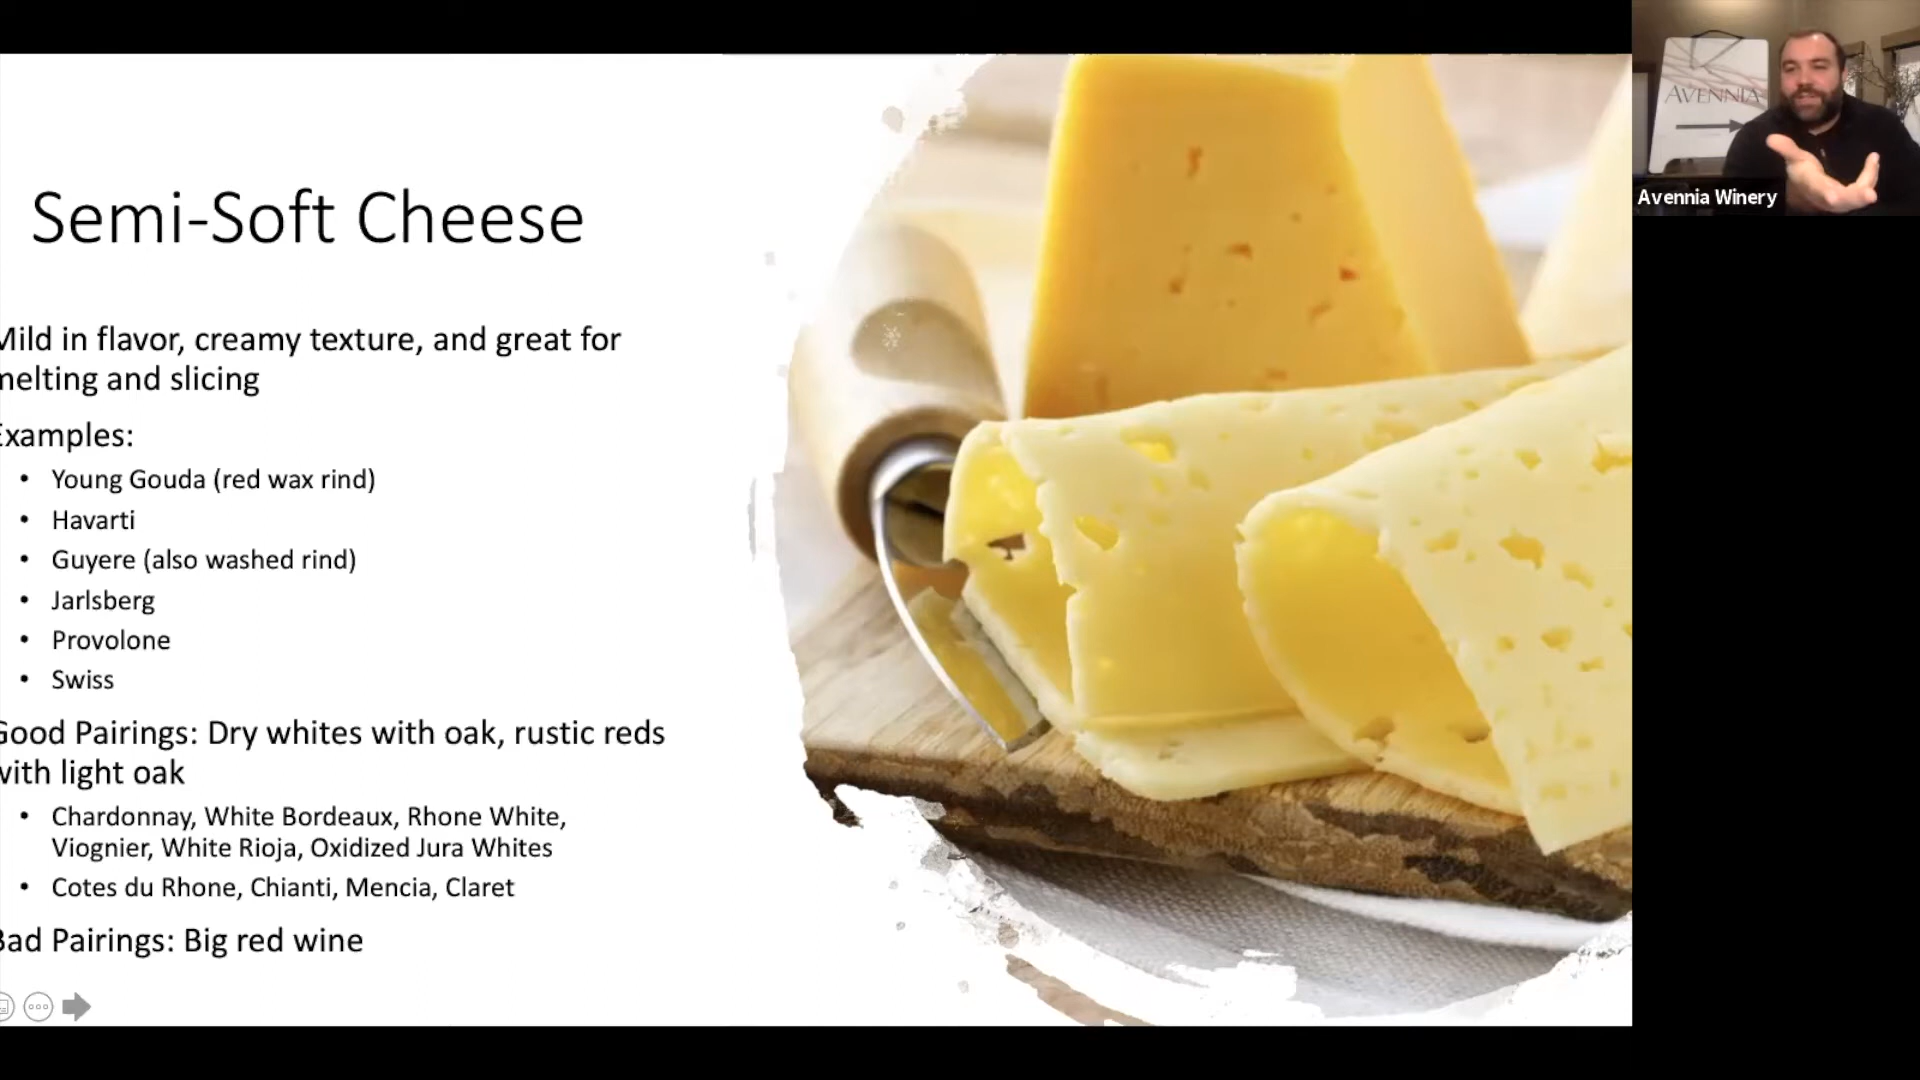 Semi-Soft Cheese
Mild in flavor, creamy texture, and great for
melting and slicing
Examples:
• Young Gouda (red wax rind)
• Havarti
• Guyere (also washed rind)
• Jarlsberg
• Provolone
• Swiss
Good Pairings: Dry whites with oak, rustic reds
with light oak
• Chardonnay, White Bordeaux, Rhone White,
Viognier, White Rioja, Oxidized Jura Whites
• Cotes du Rhone, Chianti, Mencia, Claret
Bad Pairings: Big red wine
AVENNIA
Avennia Winery